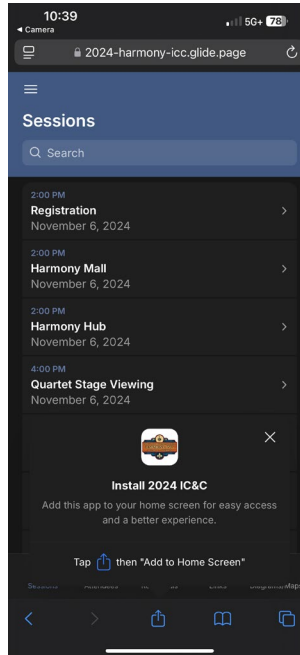 10:39
◄ Camera
5G+ 78
2024-harmony-icc.glide.page
Sessions
Search
2:00 PM
Registration
November 6, 2024
2:00 PM
Harmony Mall
November 6, 2024
2:00 PM
Harmony Hub
November 6, 2024
4:00 PM
Quartet Stage Viewing
November 6, 2024
Install 2024 IC&C
Add this app to your home screen for easy access
and a better experience.
Tap then "Add to Home Screen"